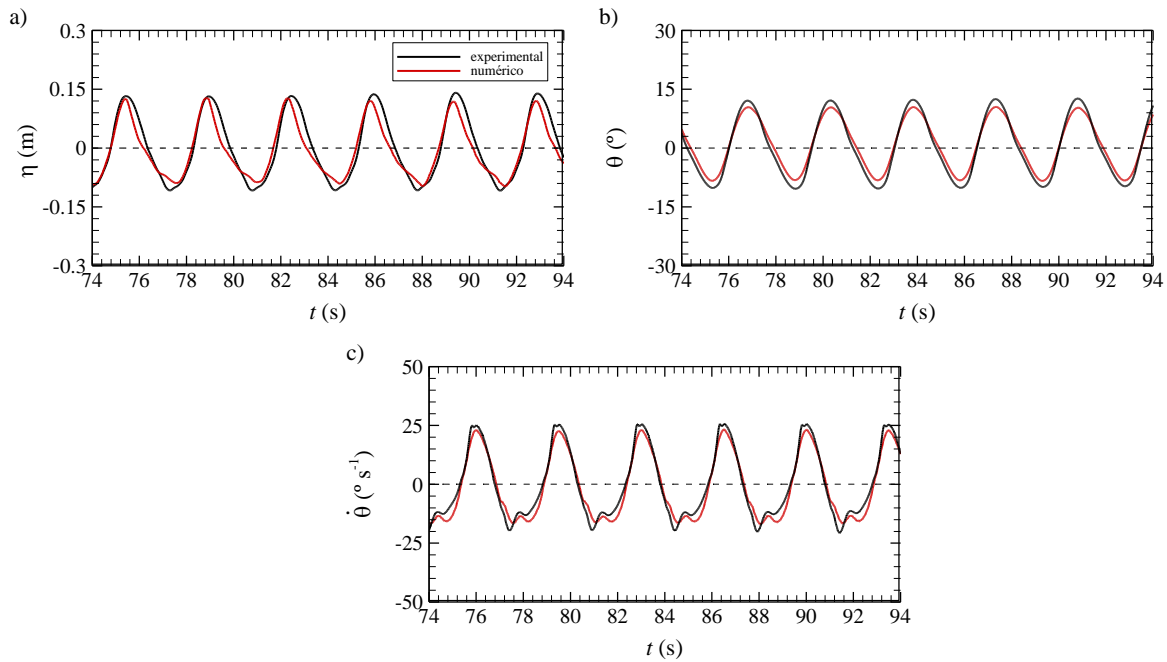 a)
0.3
0.15
0
-0.15
-0.3
η (m)
experimental
numérico
74 76 78 80 82 84 86 88 90 92 94
t (s)
b)
30
15
0
-15
-30
θ (º)
74 76 78 80 82 84 86 88 90 92 94
t (s)
c)
50
25
0
-25
-50
θ̇ (º s⁻¹)
74 76 78 80 82 84 86 88 90 92 94
t (s)